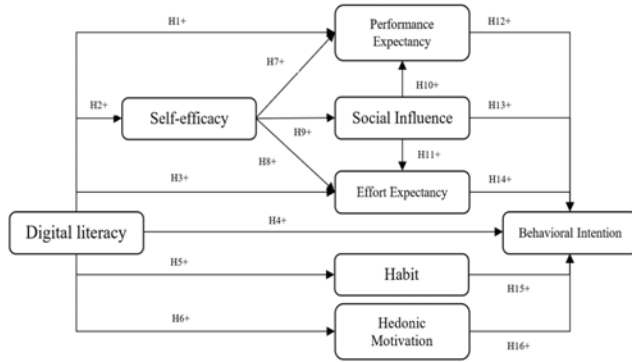 H1+
Performance
Expectancy
H12+
H7+
H10+
H2+
Self-efficacy
Social Influence
H13+
H9+
H8+
H11+
H3+
Effort Expectancy
H14+
Digital literacy
H4+
Behavioral Intention
H5+
Habit
H15+
H6+
Hedonic
Motivation
H16+